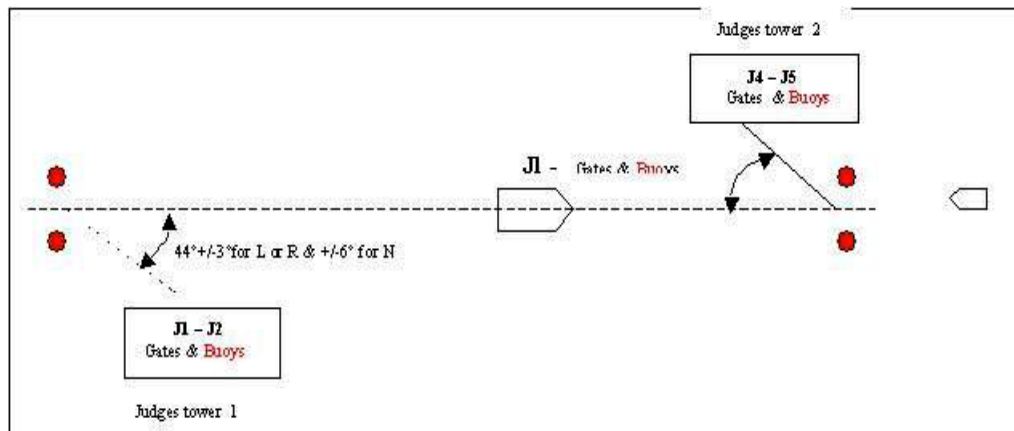 Judges tower 2
J4 – J5
Gates & Buoys
J1 – Gates & Buoys
44°+/-3°for L or R & +/-6° for N
J1 – J2
Gates & Buoys
Judges tower 1